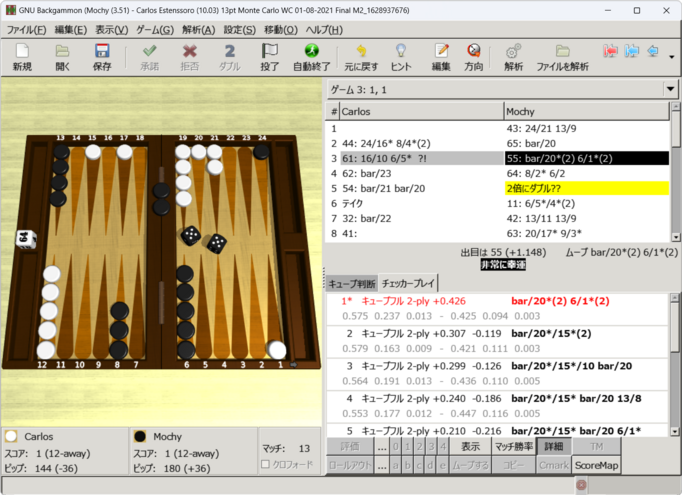 GNU Backgammon (Mochy (3.51) - Carlos Estenssoro (10.03) 13pt Monte Carlo WC 01-08-2021 Final M2_1628937676)
ファイル(F) 編集(E) 表示(V) ゲーム(G) 解析(A) 設定(S) 移動(O) ヘルプ(H)
新規 開く 保存 承諾 拒否 ダブル 投了 自動終了 元に戻す ヒント 編集 方向 解析 ファイルを解析
ゲーム 3: 1, 1
# Carlos Mochy
1 43: 24/21 13/9
2 44: 24/16* 8/4*(2) 65: bar/20
3 61: 16/10 6/5* ?! 55: bar/20*(2) 6/1*(2)
4 62: bar/23 64: 8/2* 6/2
5 54: bar/21 bar/20 2倍にダブル??
6 テイク 11: 6/5*/4*(2)
7 32: bar/22 42: 13/11 13/9
8 41: 63: 20/17* 9/3*
出目は 55 (+1.148) ムーブ bar/20*(2) 6/1*(2)
非常に幸運
キューブ判断 チェッカープレイ
1* キューブフル 2-ply +0.426 bar/20*(2) 6/1*(2)
0.575 0.237 0.013 - 0.425 0.094 0.003
2 キューブフル 2-ply +0.307 -0.119 bar/20*/15*(2)
0.579 0.163 0.009 - 0.421 0.111 0.003
3 キューブフル 2-ply +0.299 -0.126 bar/20*/15*/10 bar/20
0.564 0.191 0.013 - 0.436 0.110 0.005
4 キューブフル 2-ply +0.240 -0.186 bar/20*/15* bar/20 13/8
0.553 0.177 0.012 - 0.447 0.116 0.005
5 キューブフル 2-ply +0.210 -0.216 bar/20*/15* bar/20 6/1*
評価 ... 0 1 2 3 4 表示 マッチ勝率 詳細 TM
ロールアウト ... a b c d e ムーブする コピー Cmark ScoreMap
13 14 15 16 17 18 19 20 21 22 23 24
64
12 11 10 9 8 7 6 5 4 3 2 1
Carlos
スコア: 1 (12-away)
ピップ: 144 (-36)
Mochy
スコア: 1 (12-away)
ピップ: 180 (+36)
マッチ: 13
クロフォード